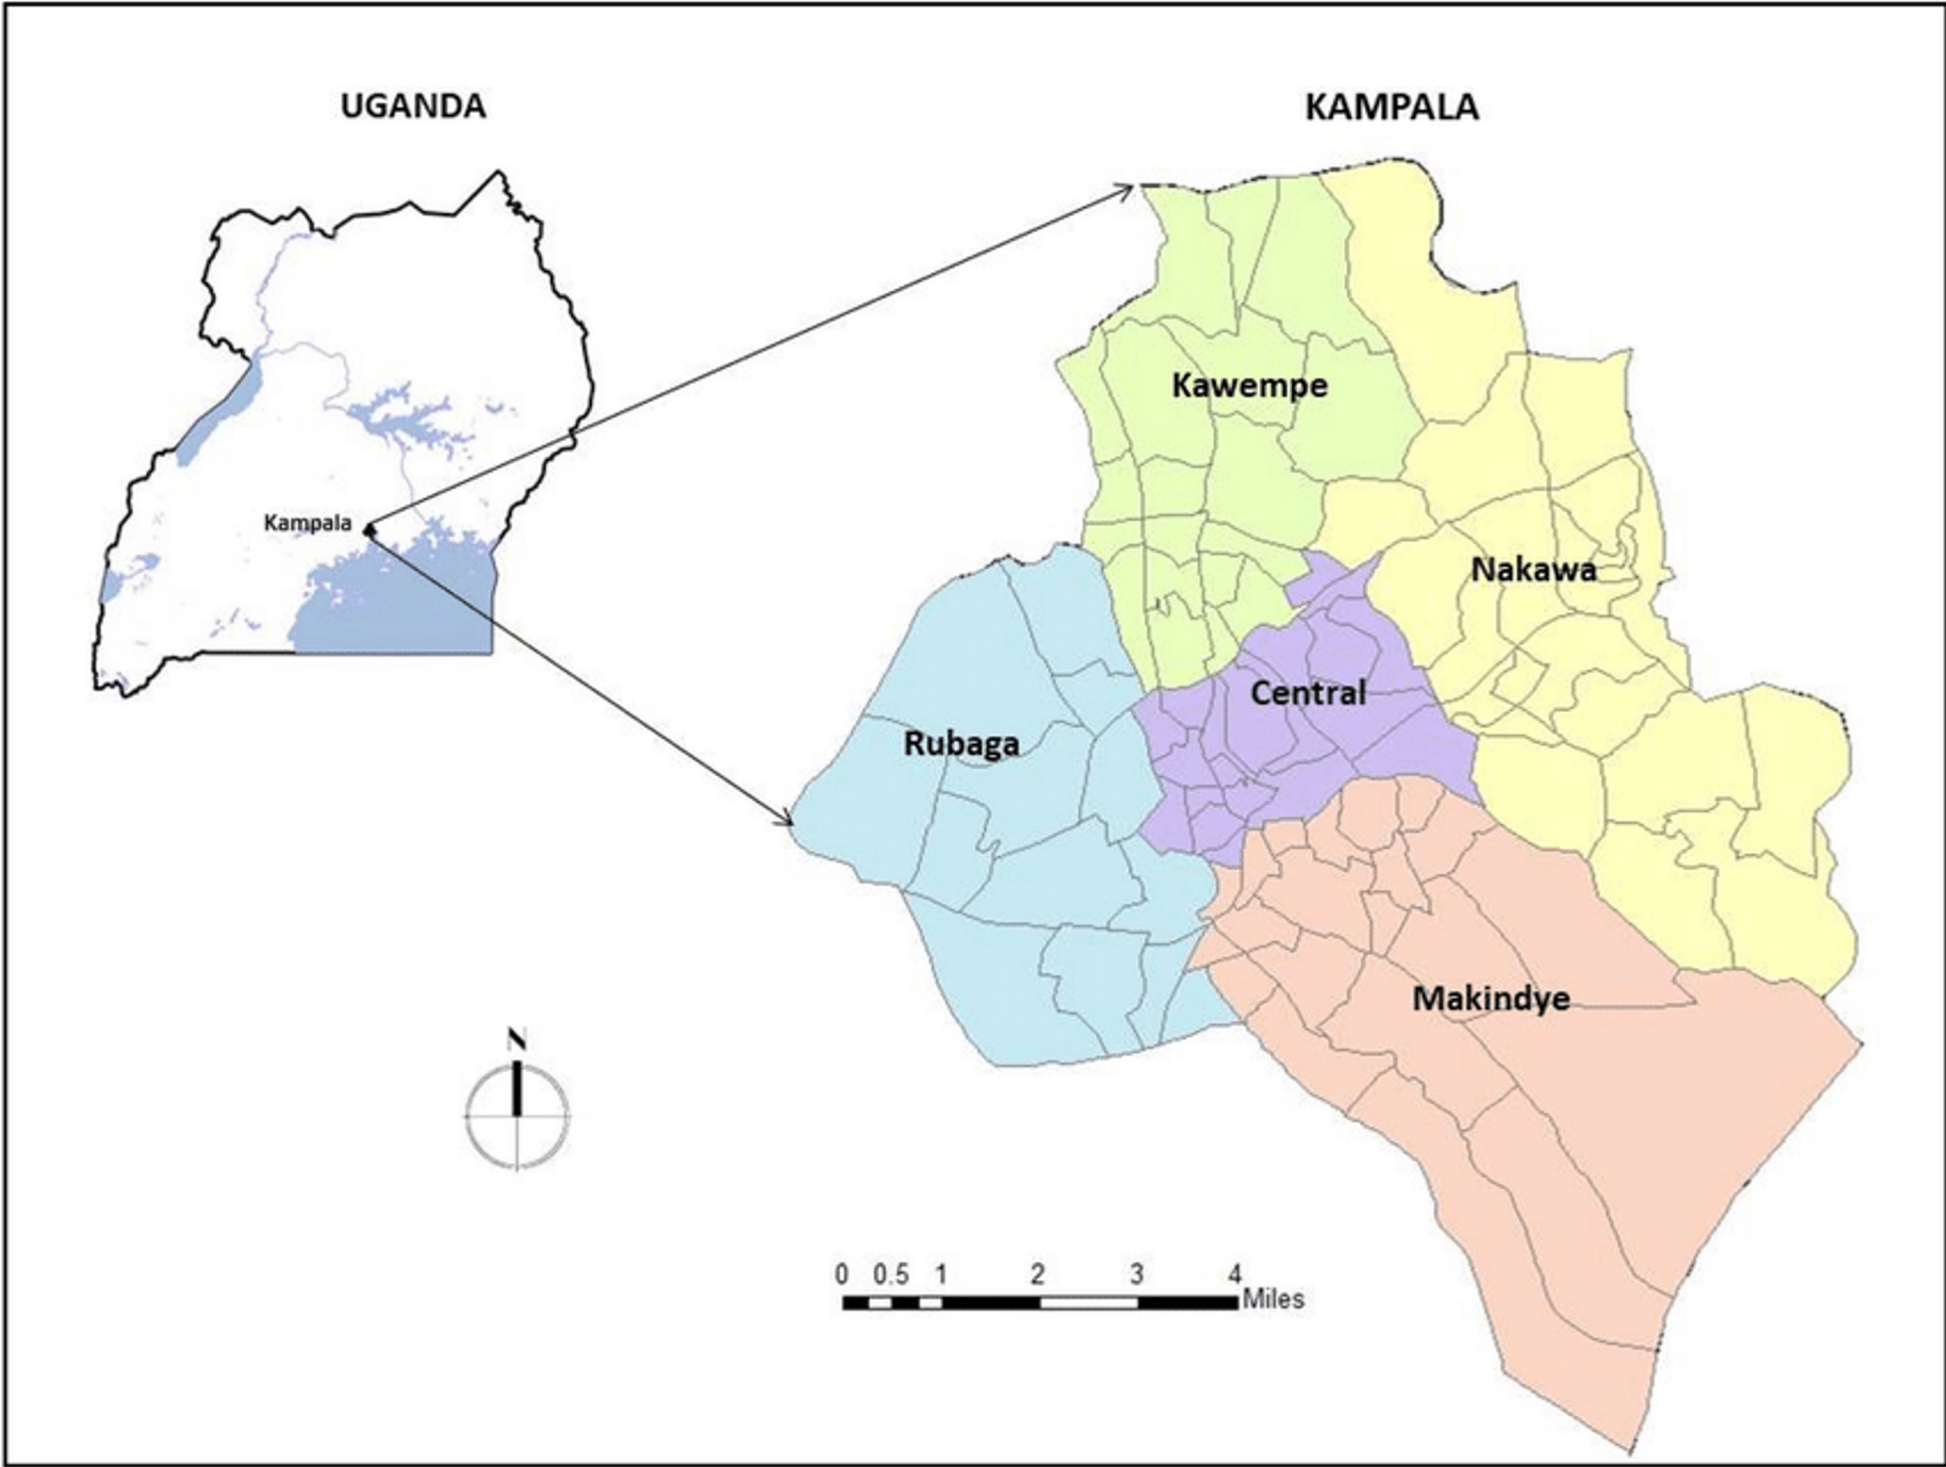 UGANDA
KAMPALA
Kawempe
Kampala
Nakawa
Central
Rubaga
Makindye
N
0 0.5 1 2 3 4
Miles